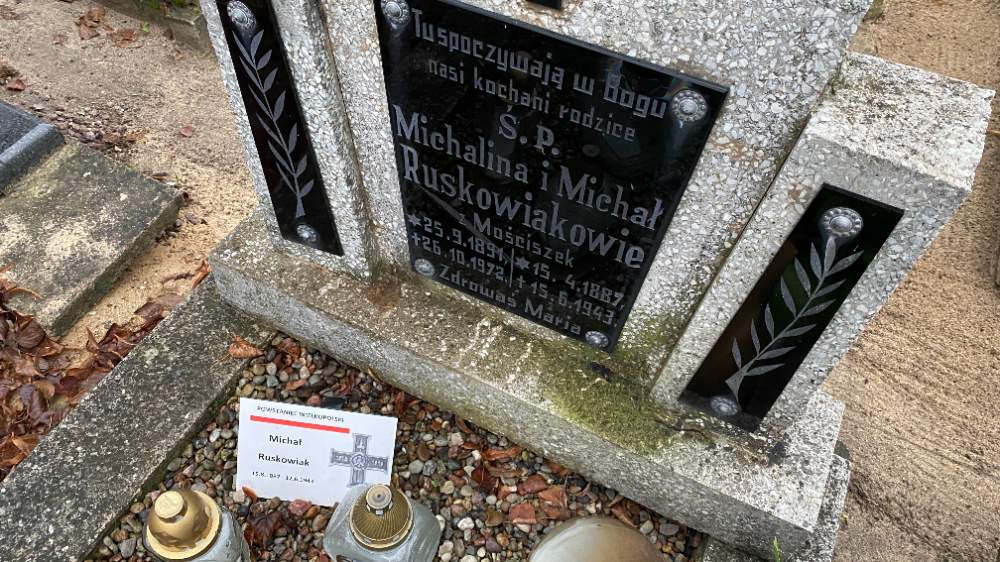 Tu spoczywają w Bogu
nasi kochani rodzice
Ś. P.
Michalina i Michał
Ruskowiakowie
z Mościszek
*25.9.1891, *15.4.1887.
+26.10.1972, +15.6.1943.
Zdrowaś Marja
POWSTANIEC WIELKOPOLSKI
Michał
Ruskowiak